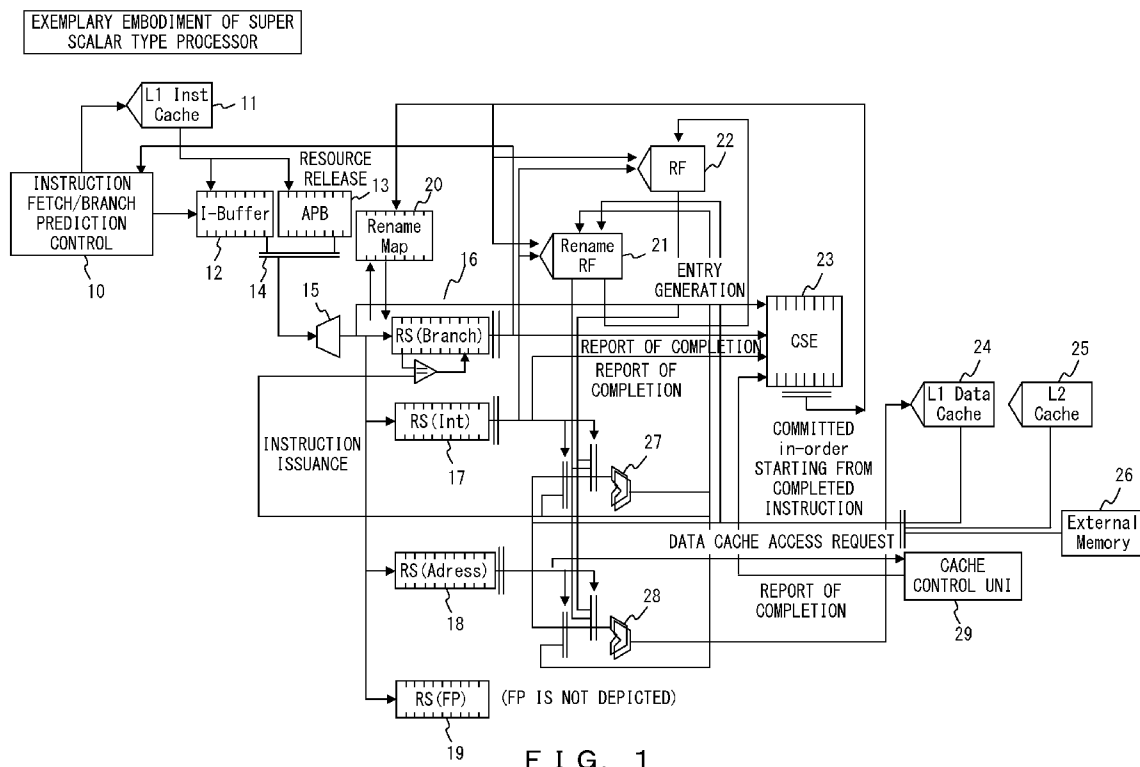 EXEMPLARY EMBODIMENT OF SUPER
SCALAR TYPE PROCESSOR
L1 Inst
Cache
11
INSTRUCTION
FETCH/BRANCH
PREDICTION
CONTROL
10
I-Buffer
12
RESOURCE
RELEASE
APB
13
14
15
20
Rename
Map
16
RF
22
Rename
RF
21
ENTRY
GENERATION
23
CSE
RS(Branch)
REPORT OF COMPLETION
REPORT OF
COMPLETION
24
L1 Data
Cache
25
L2
Cache
RS(Int)
17
INSTRUCTION
ISSUANCE
27
COMMITTED
in-order
STARTING FROM
COMPLETED
INSTRUCTION
26
External
Memory
DATA CACHE ACCESS REQUEST
RS(Adress)
18
28
REPORT OF
COMPLETION
CACHE
CONTROL UNI
29
RS(FP)
19
(FP IS NOT DEPICTED)
FIG. 1